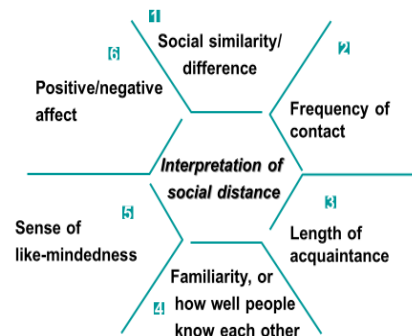 1
Social similarity/
difference
2
Frequency of
contact
3
Length of
acquaintance
4
Familiarity, or
how well people
know each other
5
Sense of
like-mindedness
6
Positive/negative
affect
Interpretation of
social distance